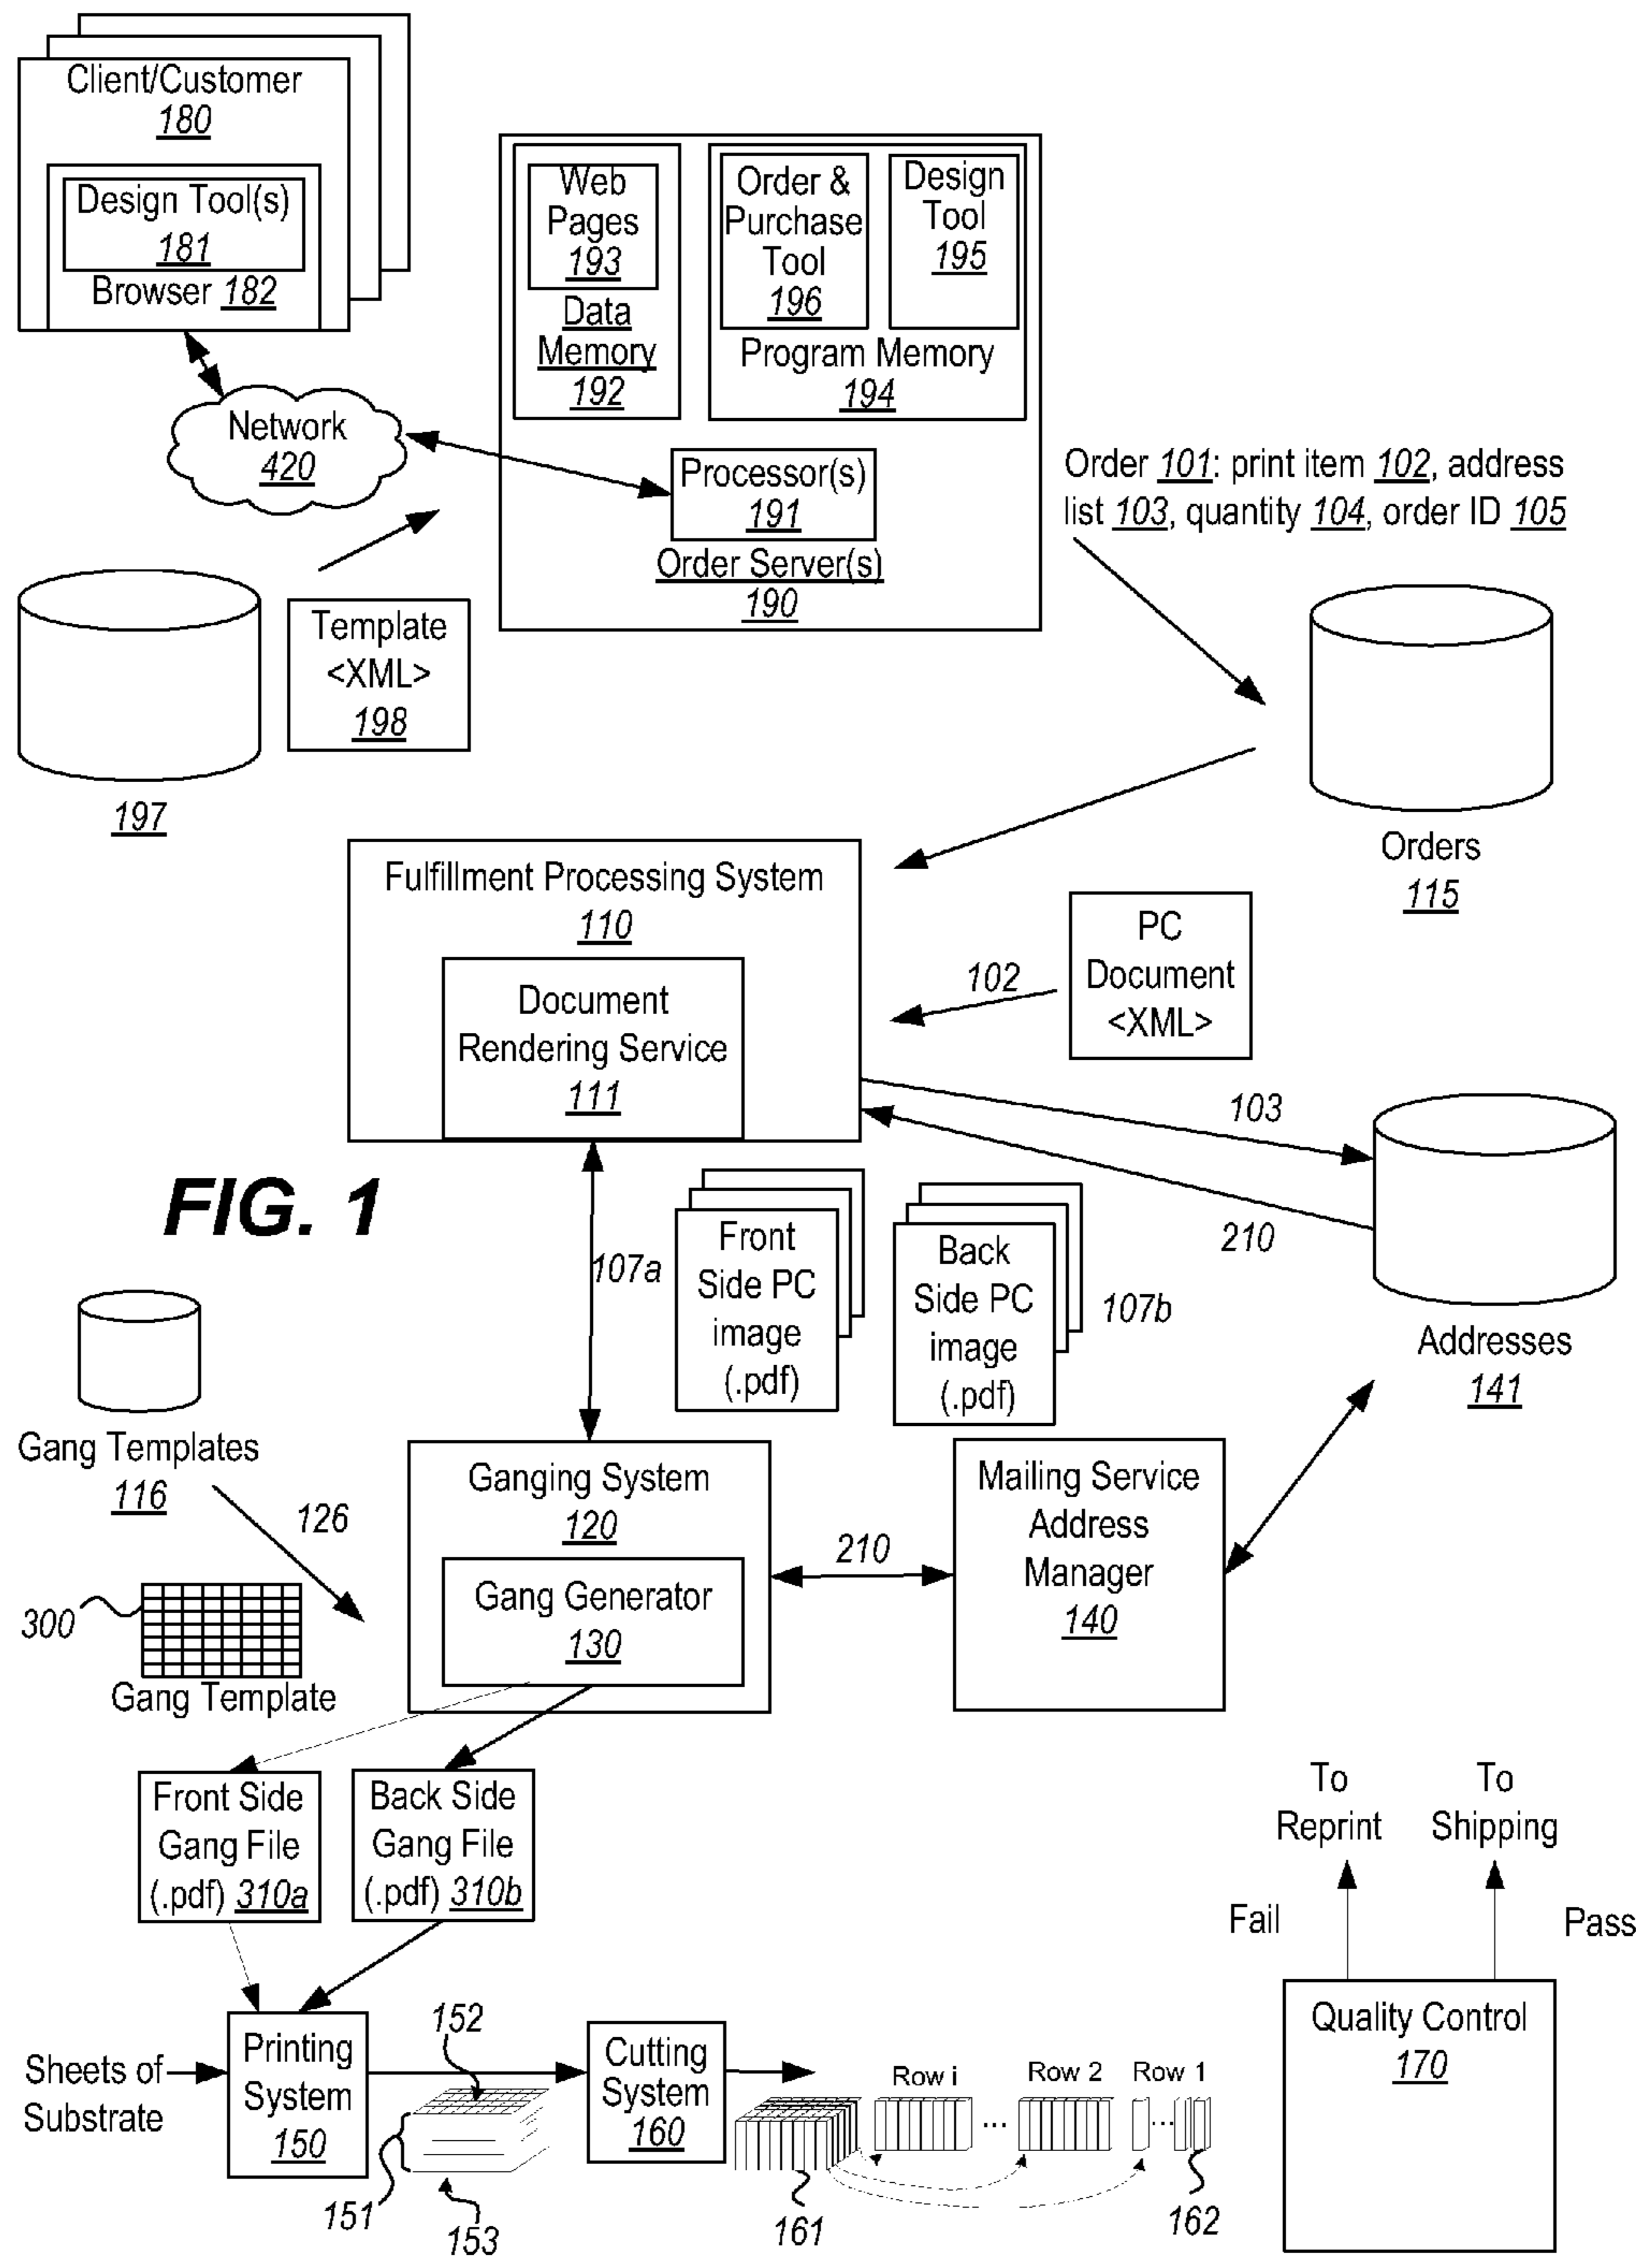 Client/Customer
180
Design Tool(s)
181
Browser 182
Web
Pages
193
Data
Memory
192
Order &
Purchase
Tool
196
Design
Tool
195
Program Memory
194
Network
420
Processor(s)
191
Order Server(s)
190
Order 101: print item 102, address
list 103, quantity 104, order ID 105
Template
<XML>
198
197
Orders
115
Fulfillment Processing System
110
Document
Rendering Service
111
102
PC
Document
<XML>
103
210
FIG. 1
107a
Front
Side PC
image
(.pdf)
Back
Side PC
image
(.pdf)
107b
Addresses
141
Gang Templates
116
126
300
Gang Template
Ganging System
120
Gang Generator
130
210
Mailing Service
Address
Manager
140
Front Side
Gang File
(.pdf) 310a
Back Side
Gang File
(.pdf) 310b
To
Reprint
To
Shipping
Fail
Pass
Quality Control
170
Sheets of
Substrate
Printing
System
150
152
151
153
Cutting
System
160
Row i
...
Row 2
Row 1
...
161
162